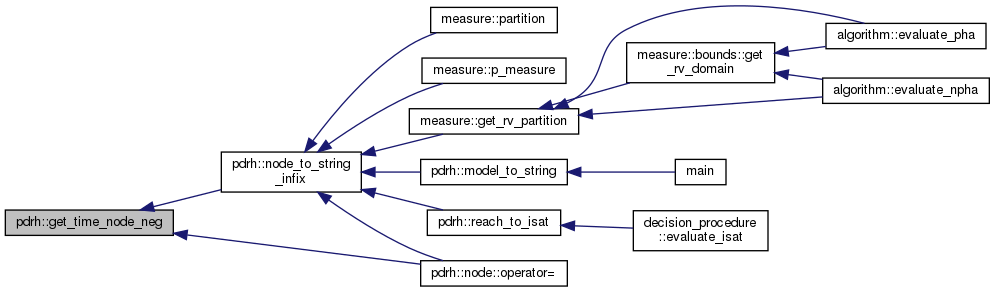 measure::partition
algorithm::evaluate_pha
measure::bounds::get
_rv_domain
measure::p_measure
algorithm::evaluate_npha
measure::get_rv_partition
pdrh::node_to_string
_infix
pdrh::model_to_string
main
pdrh::get_time_node_neg
pdrh::reach_to_isat
decision_procedure
::evaluate_isat
pdrh::node::operator=